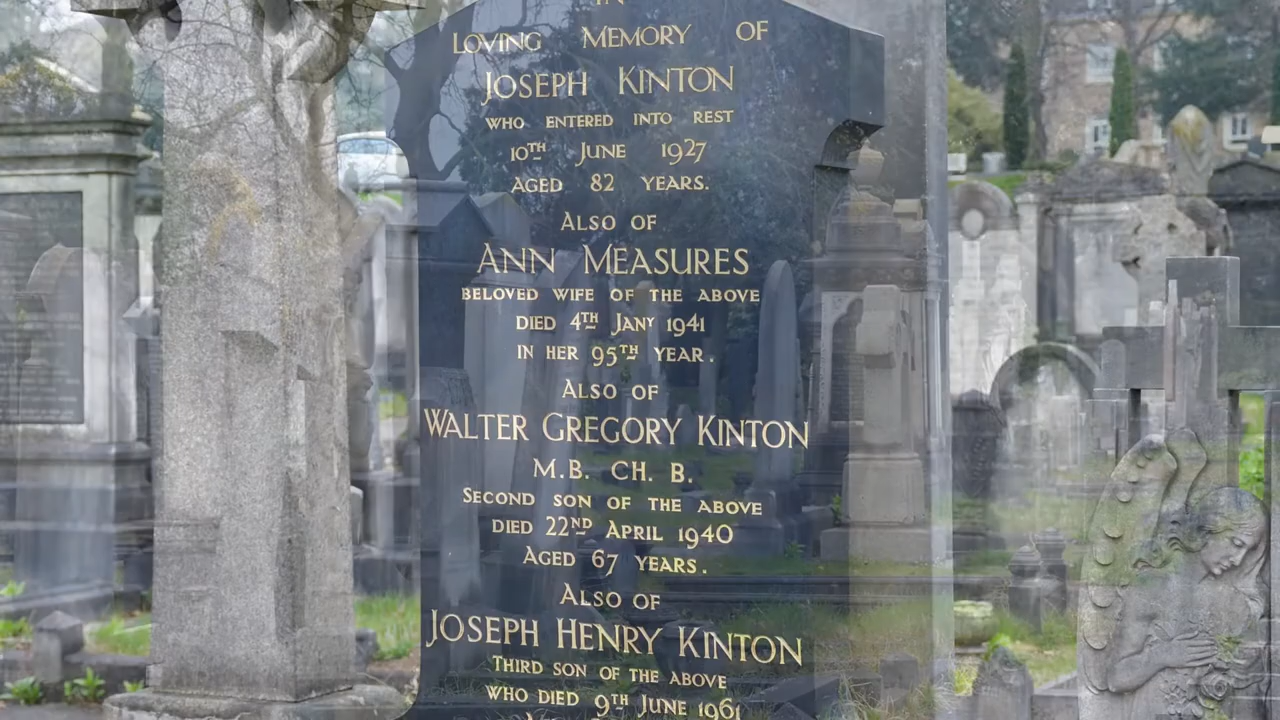 IN
LOVING MEMORY OF
JOSEPH KINTON
WHO ENTERED INTO REST
10TH JUNE 1927
AGED 82 YEARS.
ALSO OF
ANN MEASURES
BELOVED WIFE OF THE ABOVE
DIED 4TH JANY 1941
IN HER 95TH YEAR.
ALSO OF
WALTER GREGORY KINTON
M.B. CH. B.
SECOND SON OF THE ABOVE
DIED 22ND APRIL 1940
AGED 67 YEARS.
ALSO OF
JOSEPH HENRY KINTON
THIRD SON OF THE ABOVE
WHO DIED 9TH JUNE 1961